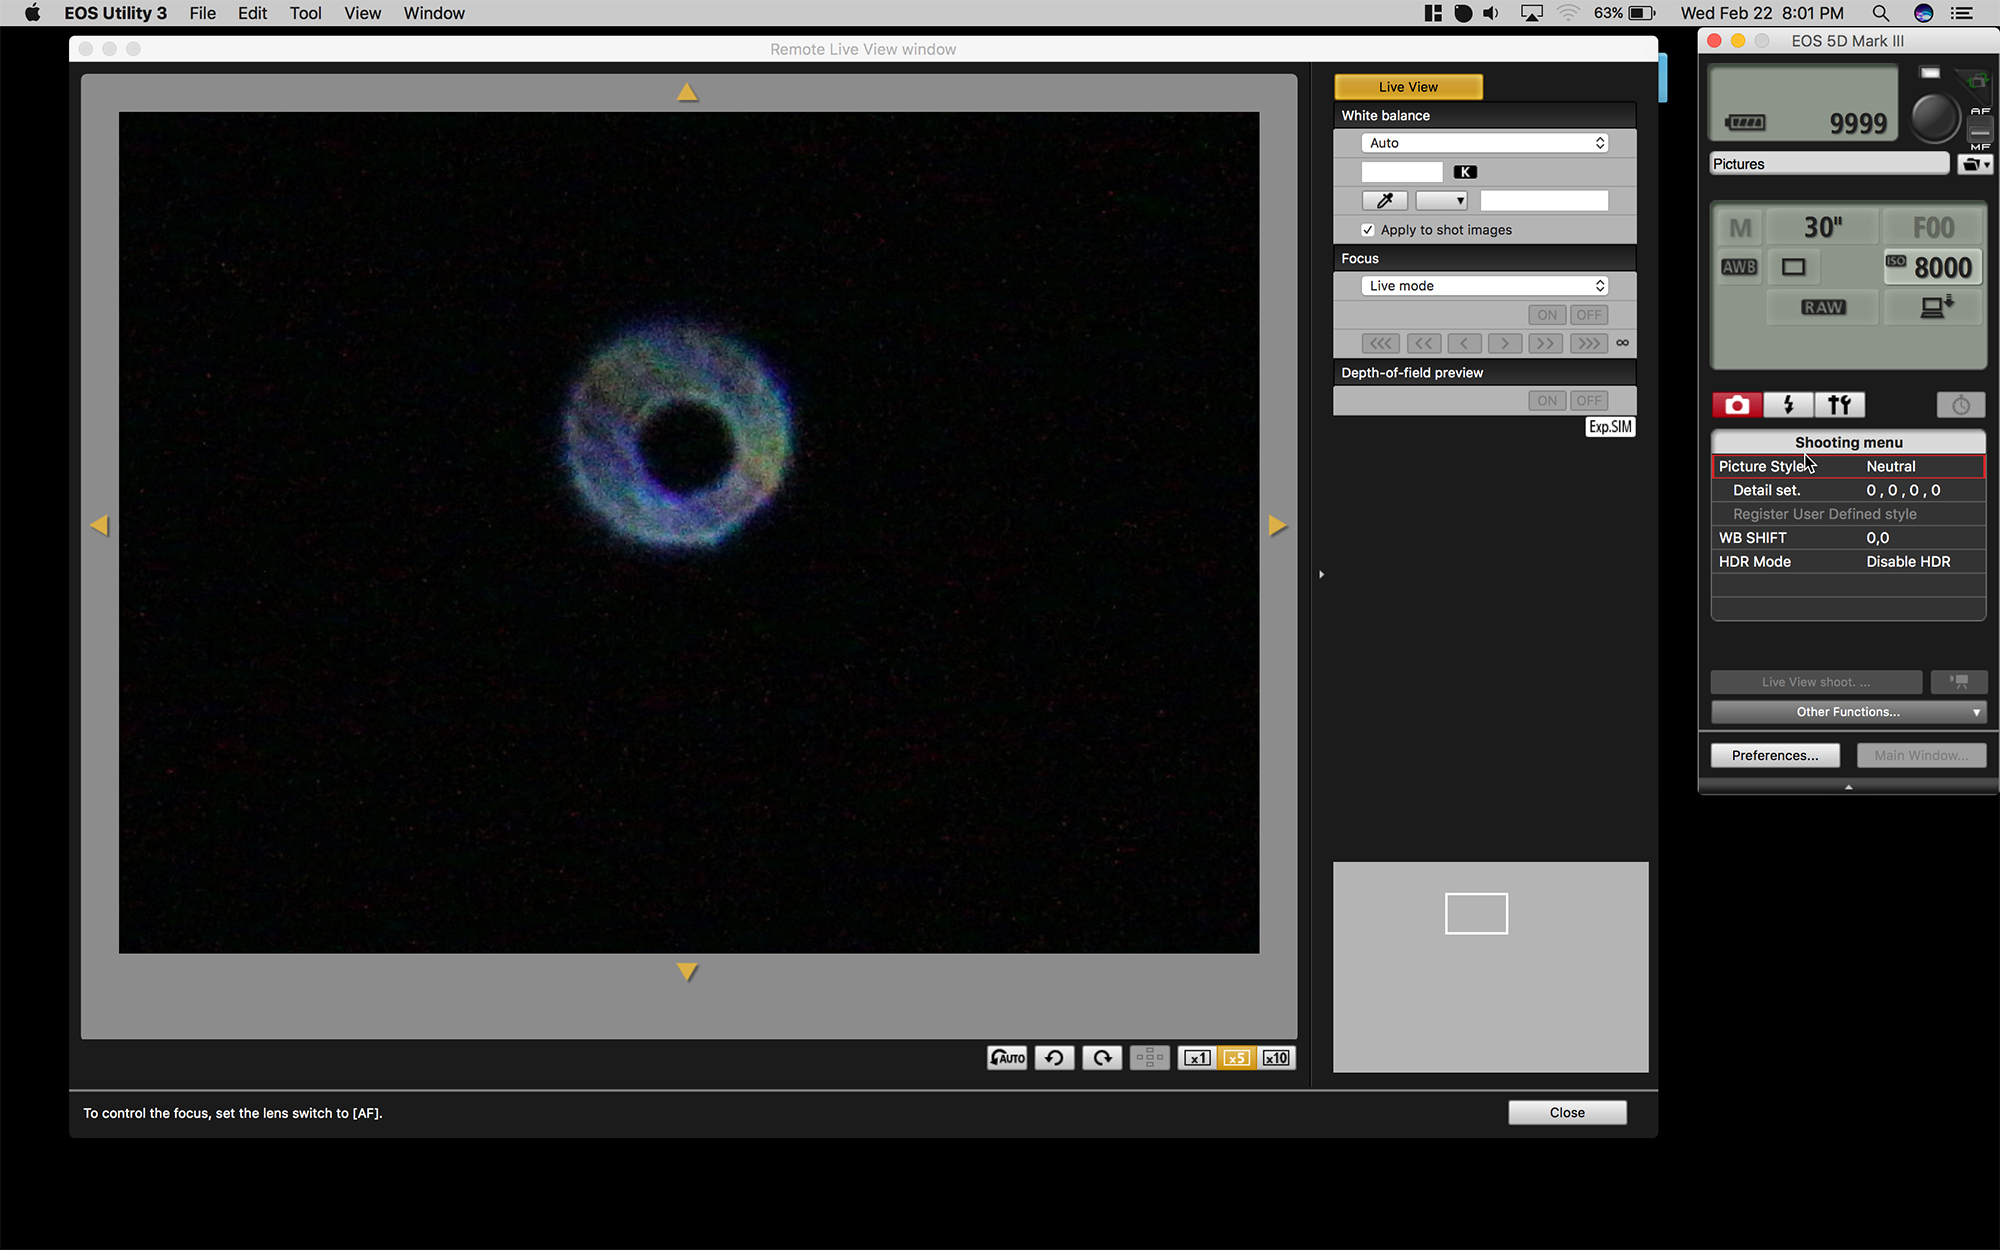 EOS Utility 3 File Edit Tool View Window 63% Wed Feb 22 8:01 PM
Remote Live View window
Live View
White balance
Auto
K
Apply to shot images
Focus
Live mode
ON OFF
<<< << < > >> >>> ∞
Depth-of-field preview
ON OFF
Exp.SIM
AUTO x1 x5 x10
To control the focus, set the lens switch to [AF].
Close
EOS 5D Mark III
9999
AF
MF
Pictures
M 30" F00
AWB ISO 8000
RAW
Shooting menu
Picture Style Neutral
Detail set. 0 , 0 , 0 , 0
Register User Defined style
WB SHIFT 0,0
HDR Mode Disable HDR
Live View shoot. ...
Other Functions...
Preferences... Main Window...